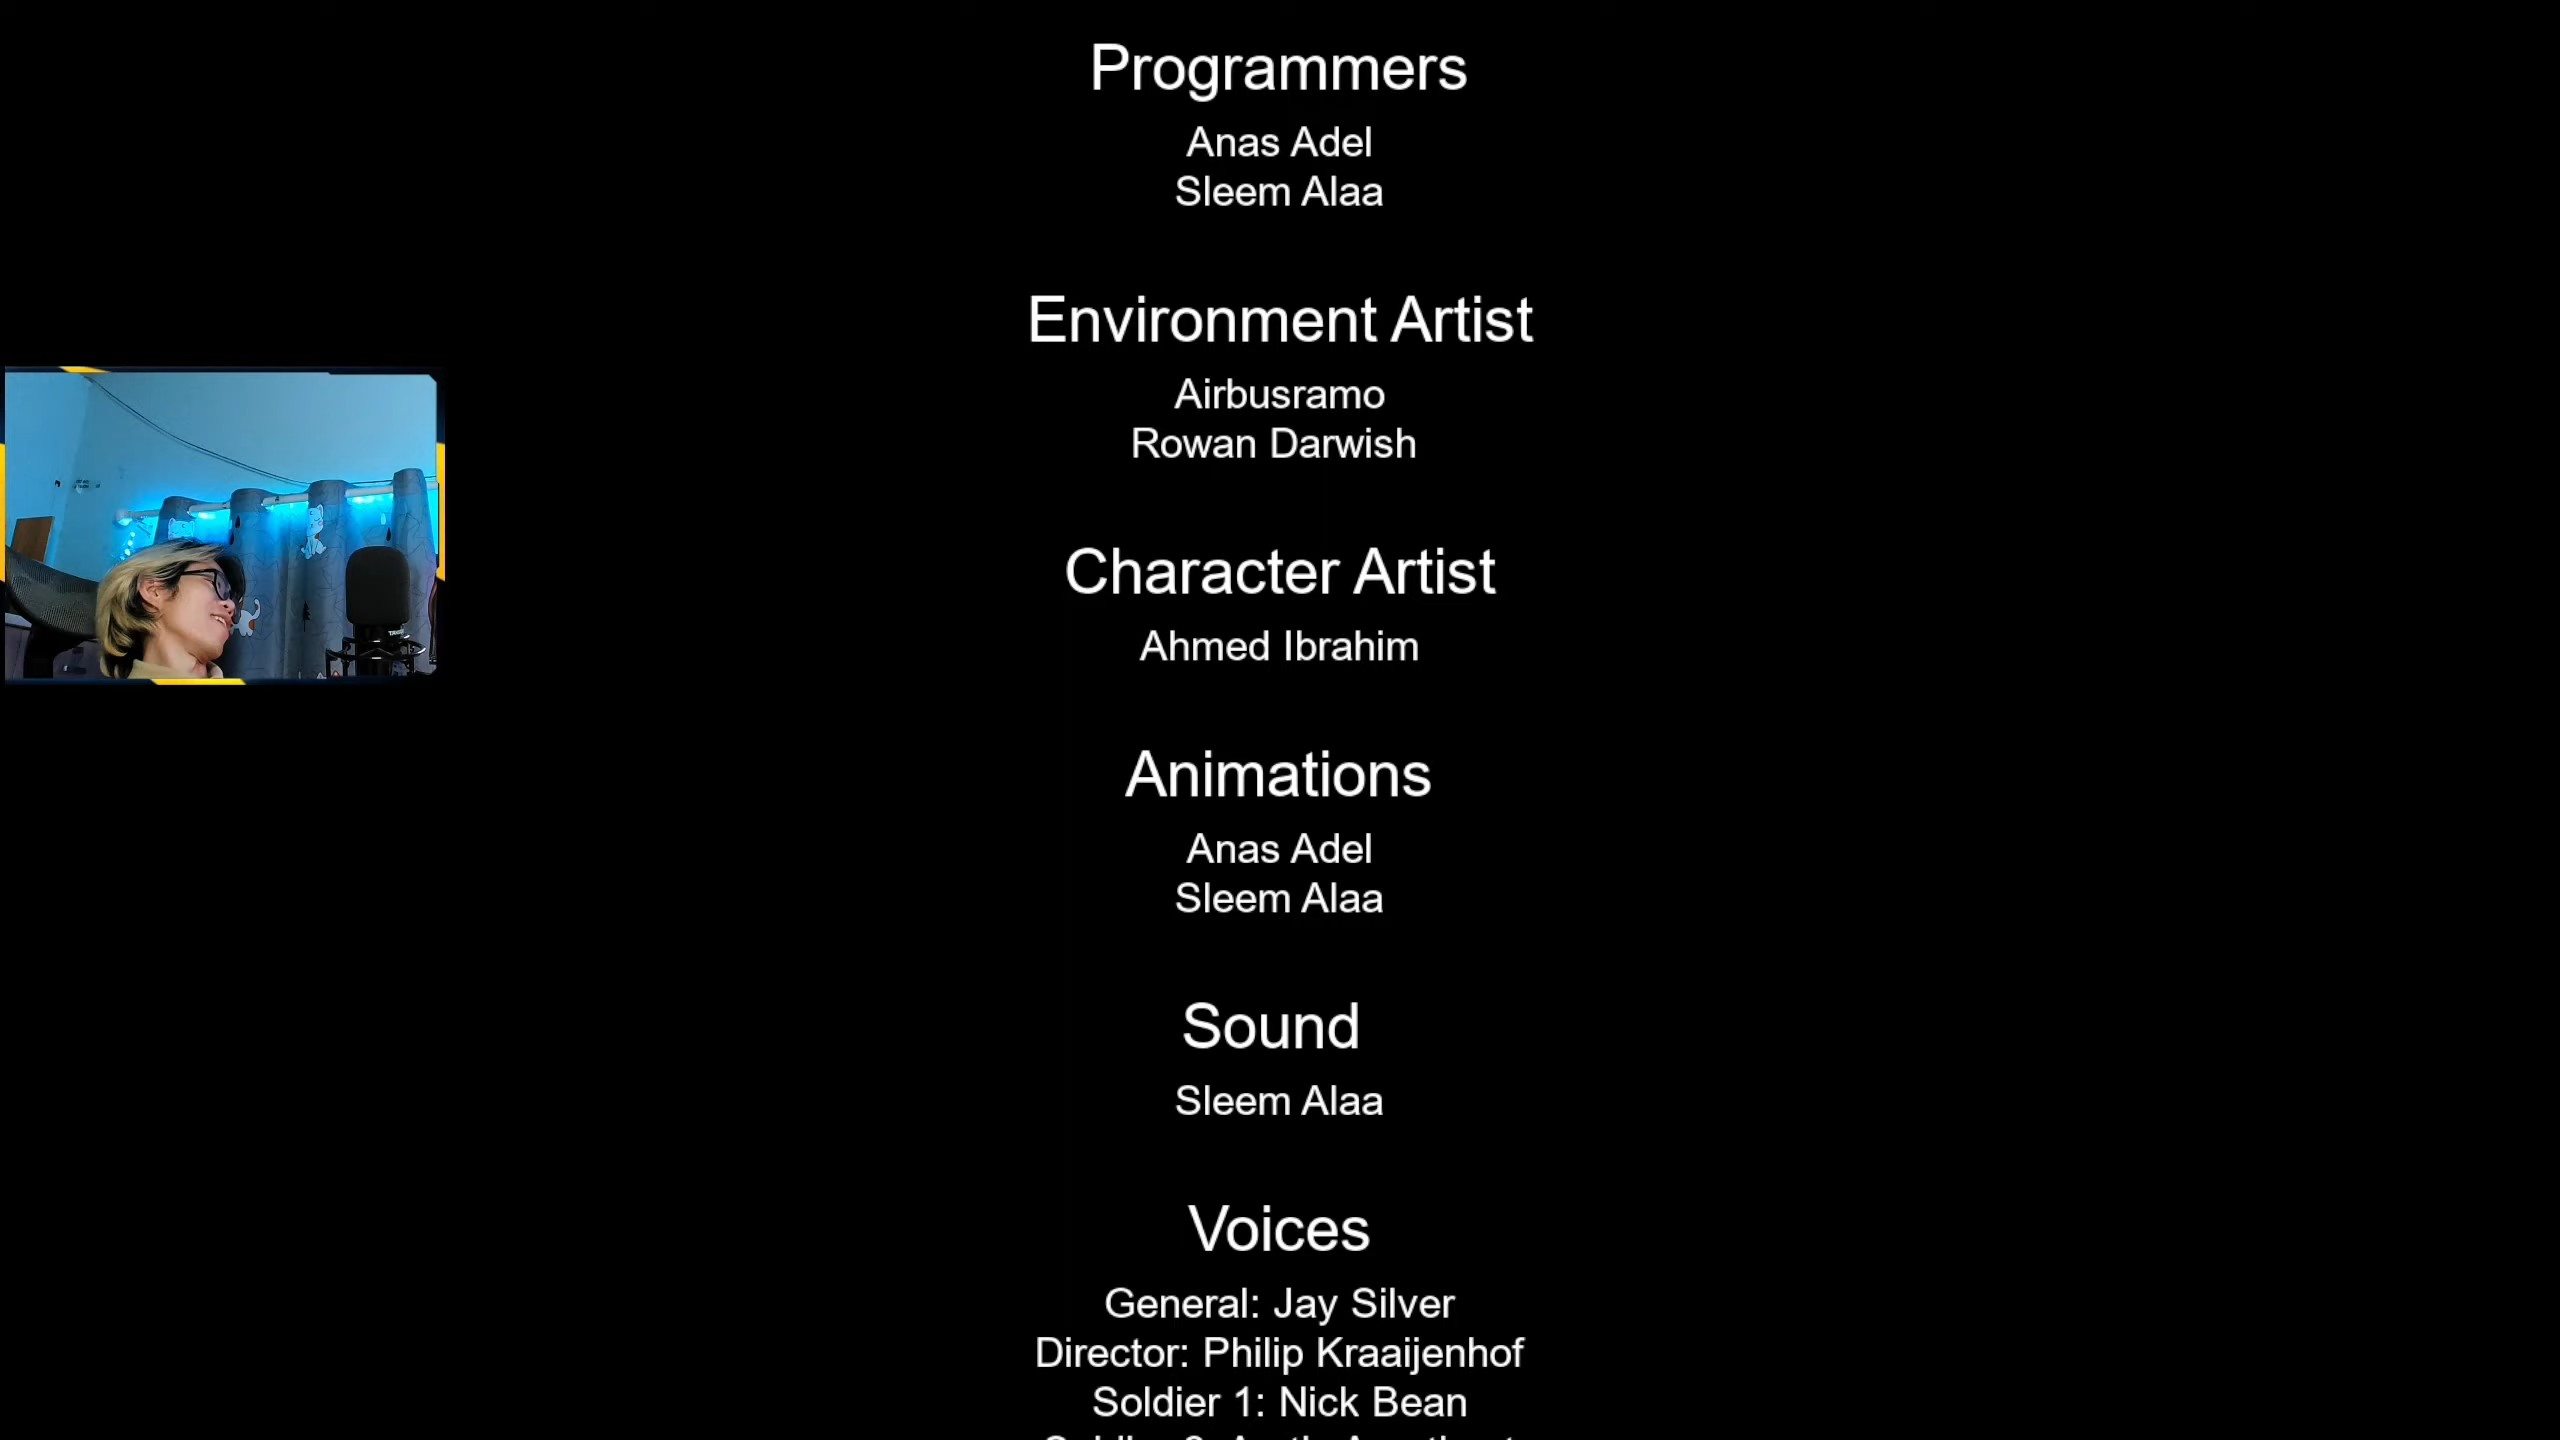 Programmers
Anas Adel
Sleem Alaa
Environment Artist
Airbusramo
Rowan Darwish
Character Artist
Ahmed Ibrahim
Animations
Anas Adel
Sleem Alaa
Sound
Sleem Alaa
Voices
General: Jay Silver
Director: Philip Kraaijenhof
Soldier 1: Nick Bean